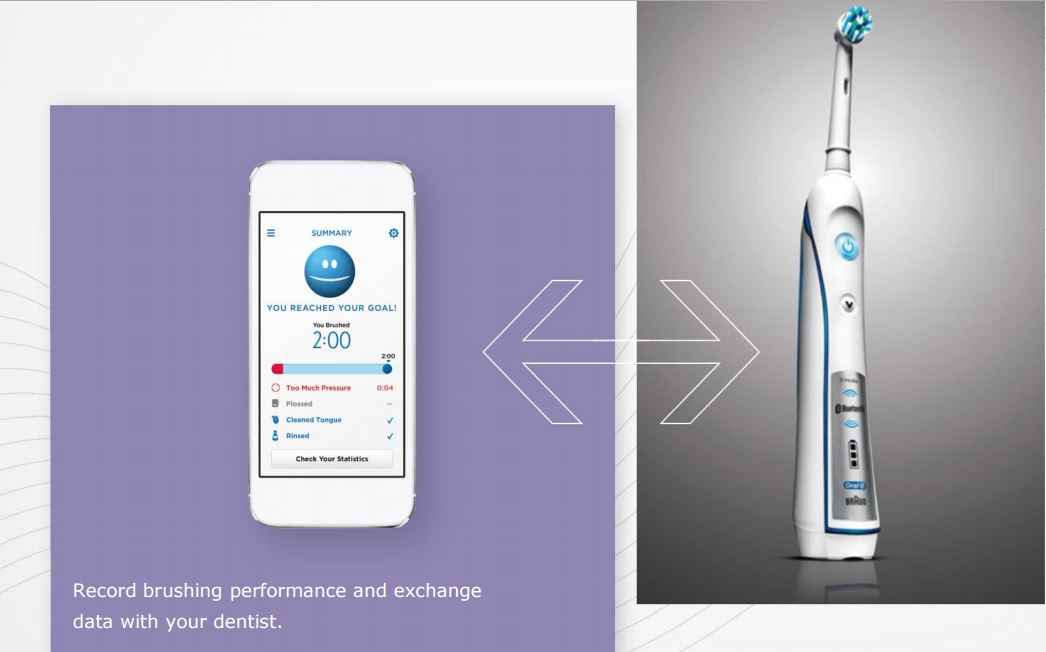 SUMMARY
YOU REACHED YOUR GOAL!
You Brushed
2:00
2:00
Too Much Pressure 0:04
Flossed --
Cleaned Tongue
Rinsed
Check Your Statistics
Record brushing performance and exchange
data with your dentist.
Bluetooth
Oral-B
BRAUN